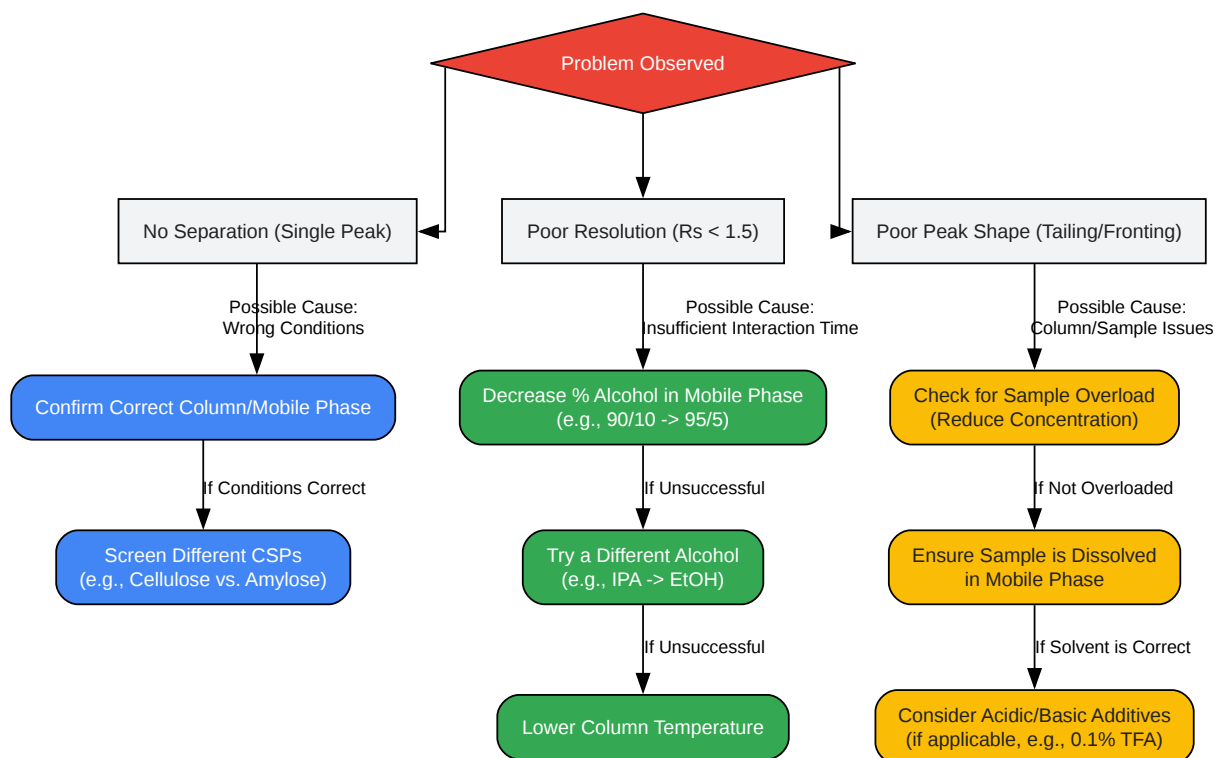 Problem Observed
No Separation (Single Peak)
Poor Resolution (Rs < 1.5)
Poor Peak Shape (Tailing/Fronting)
Possible Cause:
Wrong Conditions
Possible Cause:
Insufficient Interaction Time
Possible Cause:
Column/Sample Issues
Confirm Correct Column/Mobile Phase
Decrease % Alcohol in Mobile Phase
(e.g., 90/10 -> 95/5)
Check for Sample Overload
(Reduce Concentration)
If Conditions Correct
If Unsuccessful
If Not Overloaded
Screen Different CSPs
(e.g., Cellulose vs. Amylose)
Try a Different Alcohol
(e.g., IPA -> EtOH)
Ensure Sample is Dissolved
in Mobile Phase
If Unsuccessful
If Solvent is Correct
Lower Column Temperature
Consider Acidic/Basic Additives
(if applicable, e.g., 0.1% TFA)